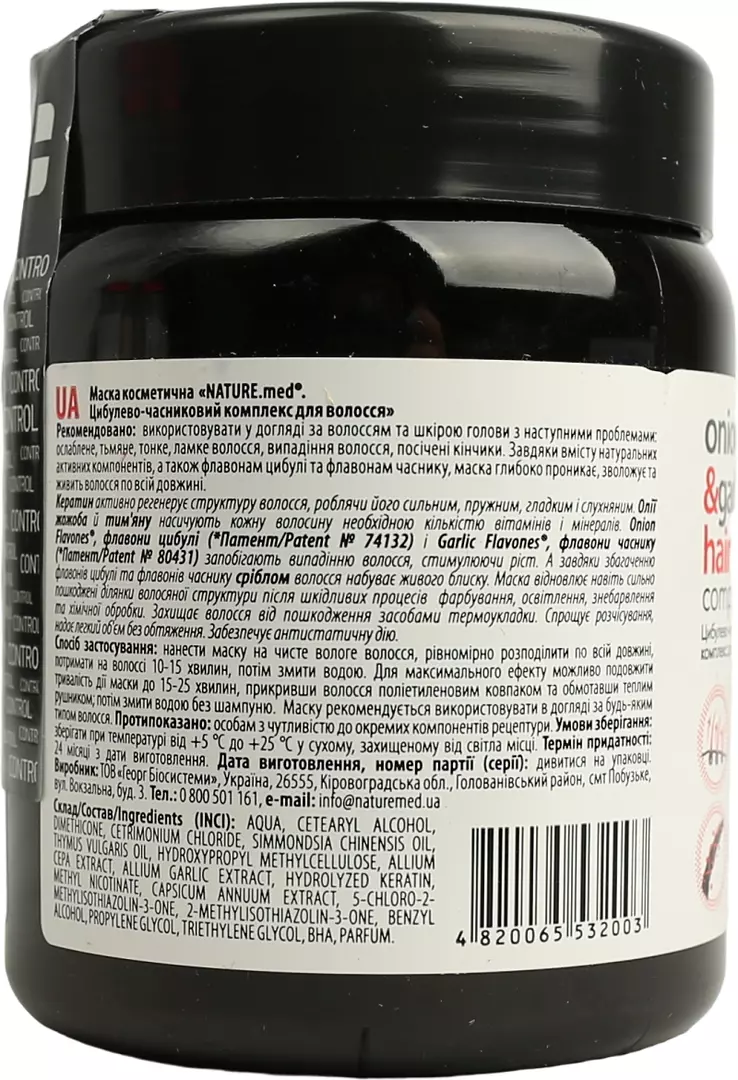 CONTRO
CONTR
CONTROL
CONTR
CONTRO
UA
Маска косметична «NATURE.med®.
Цибулево-часниковий комплекс для волосся»
Рекомендовано: використовувати у догляді за волоссям та шкірою голови з наступними проблемами:
ослаблене, тьмяне, тонке, ламке волосся, випадіння волосся, посічені кінчики. Завдяки вмісту натуральних
активних компонентів, а також флавонам цибулі та флавонам часнику, маска глибоко проникає, зволожує та
живить волосся по всій довжині.
Кератин активно регенерує структуру волосся, роблячи його сильним, пружним, гладким і слухняним. Олії
жожоба й тим'яну насичують кожну волосину необхідною кількістю вітамінів і мінералів. Onion
Flavones®, флавони цибулі (*Патент/Patent № 74132) і Garlic Flavones®, флавони часнику
(*Патент/Patent № 80431) запобігають випадінню волосся, стимулюючи ріст. А завдяки збагаченню
флавонів цибулі та флавонів часнику сріблом волосся набуває живого блиску. Маска відновлює навіть сильно
пошкоджені ділянки волосяної структури після шкідливих процесів фарбування, освітлення, знебарвлення
та хімічної обробки. Захищає волосся від пошкодження засобами термоукладки. Спрощує розчісування,
надає легкий об'єм без обтяження. Забезпечує антистатичну дію.
Спосіб застосування: нанести маску на чисте вологе волосся, рівномірно розподілити по всій довжині,
потримати на волоссі 10-15 хвилин, потім змити водою. Для максимального ефекту можливо подовжити
тривалість дії маски до 15-25 хвилин, прикривши волосся поліетиленовим ковпаком та обмотавши теплим
рушником; потім змити водою без шампуню. Маску рекомендується використовувати в догляді за будь-яким
типом волосся. Протипоказано: особам з чутливістю до окремих компонентів рецептури. Умови зберігання:
зберігати при температурі від +5 °С до +25 °С у сухому, захищеному від світла місці. Термін придатності:
24 місяці з дати виготовлення. Дата виготовлення, номер партії (серії): дивитися на упаковці.
Виробник: ТОВ «Георг Біосистеми», Україна, 26555, Кіровоградська обл., Голованівський район, смт Побузьке,
вул. Вокзальна, буд. 3. Тел.: 0 800 501 161, e-mail: info@naturemed.ua
Склад/Состав/Ingredients (INCI): AQUA, CETEARYL ALCOHOL,
DIMETHICONE, CETRIMONIUM CHLORIDE, SIMMONDSIA CHINENSIS OIL,
THYMUS VULGARIS OIL, HYDROXYPROPYL METHYLCELLULOSE, ALLIUM
CEPA EXTRACT, ALLIUM GARLIC EXTRACT, HYDROLYZED KERATIN,
METHYL NICOTINATE, CAPSICUM ANNUUM EXTRACT, 5-CHLORO-2-
METHYLISOTHIAZOLIN-3-ONE, 2-METHYLISOTHIAZOLIN-3-ONE, BENZYL
ALCOHOL, PROPYLENE GLYCOL, TRIETHYLENE GLYCOL, BHA, PARFUM.
4 820065 532003
onio
&ga
hair
comp